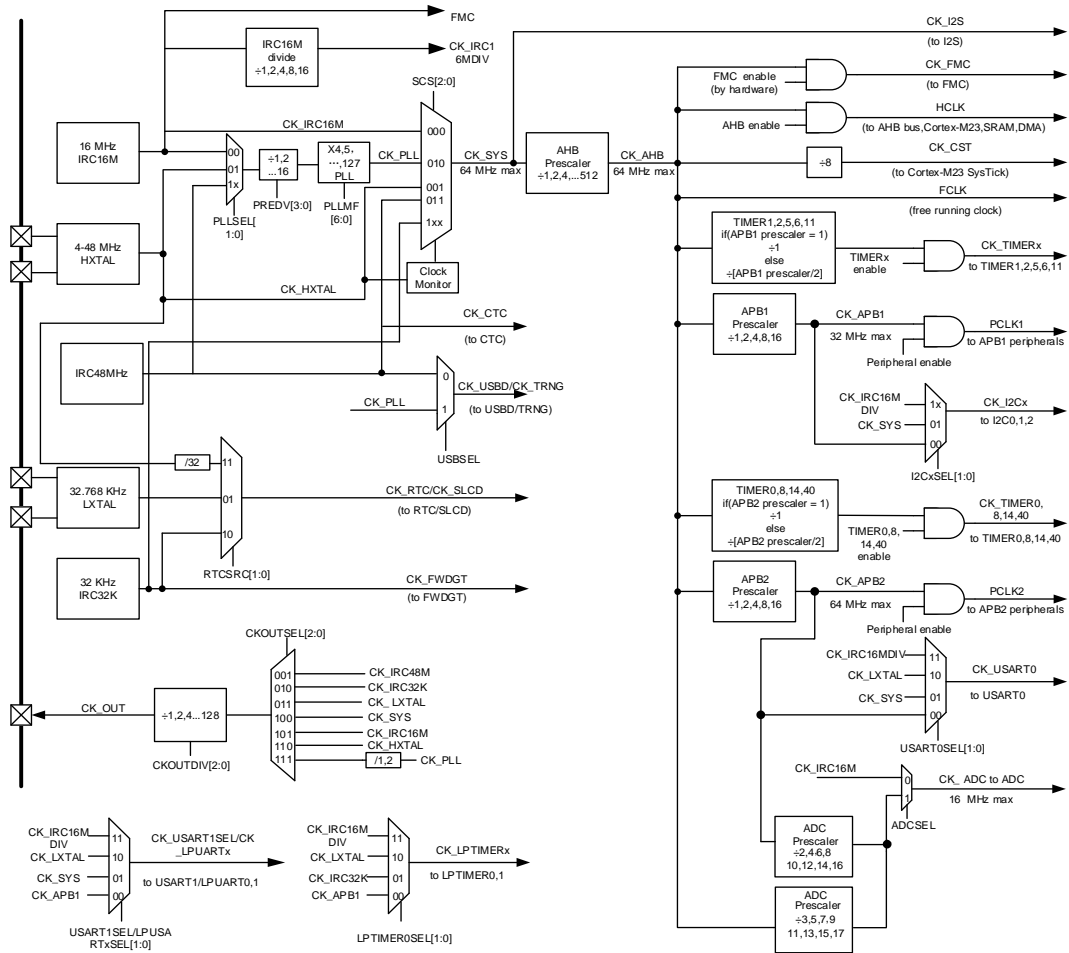 FMC
IRC16M
divide
÷1,2,4,8,16
CK_IRC1
6MDIV
SCS[2:0]
16 MHz
IRC16M
CK_IRC16M
00
01
1x
PLLSEL[
1:0]
÷1,2
...16
PREDV[3:0]
X4,5,
…,127
PLL
PLLMF
[6:0]
CK_PLL
000
010
001
011
1xx
CK_SYS
64 MHz max
AHB
Prescaler
÷1,2,4,...512
CK_AHB
64 MHz max
4-48 MHz
HXTAL
Clock
Monitor
CK_HXTAL
CK_CTC
(to CTC)
IRC48MHz
CK_PLL
0
1
USBSEL
CK_USBD/CK_TRNG
(to USBD/TRNG)
/32
11
01
10
RTCSRC[1:0]
32.768 KHz
LXTAL
CK_RTC/CK_SLCD
(to RTC/SLCD)
32 KHz
IRC32K
CK_FWDGT
(to FWDGT)
CKOUTSEL[2:0]
CK_OUT
÷1,2,4...128
CKOUTDIV[2:0]
001
010
011
100
101
110
111
CK_IRC48M
CK_IRC32K
CK_ LXTAL
CK_SYS
CK_IRC16M
CK_HXTAL
/1,2
CK_PLL
CK_IRC16M
DIV
CK_LXTAL
CK_SYS
CK_APB1
11
10
01
00
USART1SEL/LPUSA
RTxSEL[1:0]
CK_USART1SEL/CK
_LPUARTx
to USART1/LPUART0,1
CK_IRC16M
DIV
CK_LXTAL
CK_IRC32K
CK_APB1
11
10
01
00
LPTIMER0SEL[1:0]
CK_LPTIMERx
to LPTIMER0,1
CK_I2S
(to I2S)
FMC enable
(by hardware)
CK_FMC
(to FMC)
AHB enable
HCLK
(to AHB bus,Cortex-M23,SRAM,DMA)
÷8
CK_CST
(to Cortex-M23 SysTick)
FCLK
(free running clock)
TIMER1,2,5,6,11
if(APB1 prescaler = 1)
÷1
else
÷[APB1 prescaler/2]
TIMERx
enable
CK_TIMERx
to TIMER1,2,5,6,11
APB1
Prescaler
÷1,2,4,8,16
CK_APB1
32 MHz max
Peripheral enable
PCLK1
to APB1 peripherals
CK_IRC16M
DIV
CK_SYS
1x
01
00
I2CxSEL[1:0]
CK_I2Cx
to I2C0,1,2
TIMER0,8,14,40
if(APB2 prescaler = 1)
÷1
else
÷[APB2 prescaler/2]
TIMER0,8,
14,40
enable
CK_TIMER0,
8,14,40
to TIMER0,8,14,40
APB2
Prescaler
÷1,2,4,8,16
CK_APB2
64 MHz max
Peripheral enable
PCLK2
to APB2 peripherals
CK_IRC16MDIV
CK_LXTAL
CK_SYS
11
10
01
00
USART0SEL[1:0]
CK_USART0
to USART0
CK_IRC16M
0
1
ADCSEL
CK_ ADC to ADC
16 MHz max
ADC
Prescaler
÷2,4,6,8
10,12,14,16
ADC
Prescaler
÷3,5,7,9
11,13,15,17